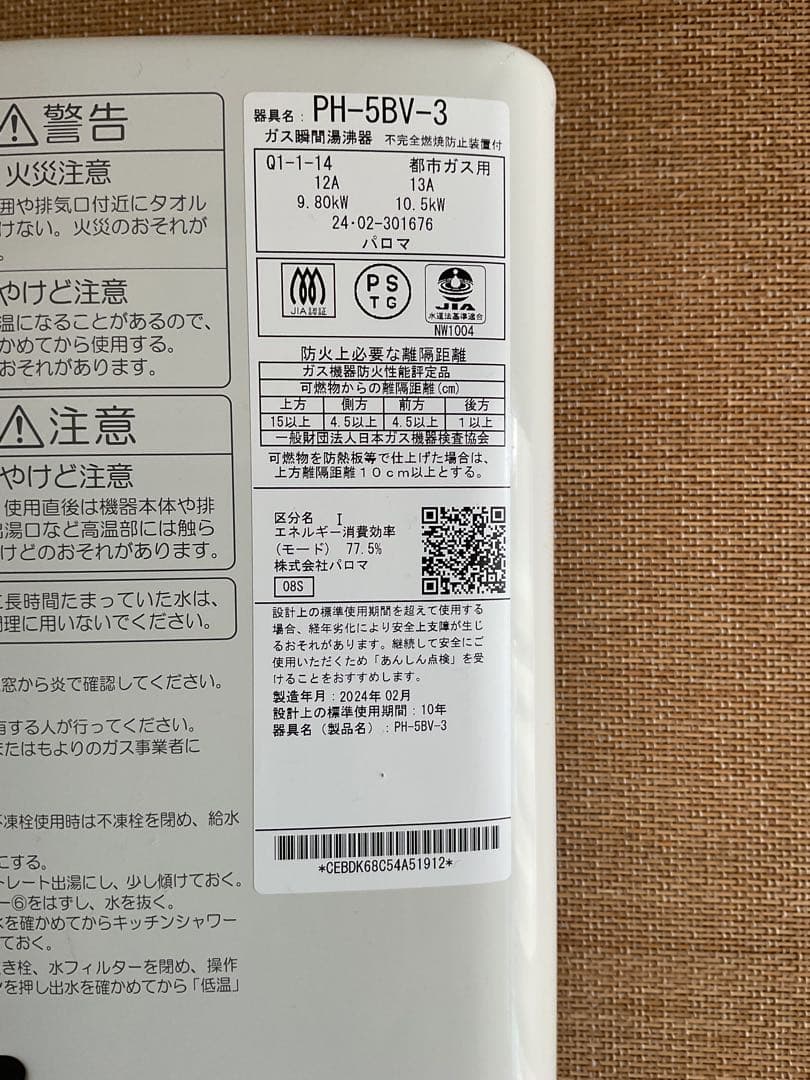 警告
火災注意
囲や排気口付近にタオル
けない。火災のおそれが
。
やけど注意
温になることがあるので、
かめてから使用する。
おそれがあります。
注意
やけど注意
使用直後は機器本体や排
出湯口など高温部には触ら
けどのおそれがあります。
に長時間たまっていた水は、
調理に用いないでください。
窓から炎で確認してください。
有する人が行ってください。
またはもよりのガス事業者に
不凍栓使用時は不凍栓を閉め、給水
にする。
トレート出湯にし、少し傾けておく。
ー⑥をはずし、水を抜く。
水を確かめてからキッチンシャワー
ておく。
き栓、水フィルターを閉め、操作
ンを押し出水を確かめてから「低温」
器具名: PH-5BV-3
ガス瞬間湯沸器 不完全燃焼防止装置付
Q1-1-14 都市ガス用
12A 13A
9.80kW 10.5kW
24・02-301676
パロマ
JIA認証
PS
TG
JIA
水道法基準適合
NW1004
防火上必要な離隔距離
ガス機器防火性能評定品
可燃物からの離隔距離(cm)
上方 側方 前方 後方
15以上 4.5以上 4.5以上 1以上
一般財団法人日本ガス機器検査協会
可燃物を防熱板等で仕上げた場合は、
上方離隔距離10cm以上とする。
区分名 I
エネルギー消費効率
(モード) 77.5%
株式会社パロマ
08S
設計上の標準使用期間を超えて使用する
場合、経年劣化により安全上支障が生じ
るおそれがあります。継続して安全にご
使用いただくため「あんしん点検」を受
けることをおすすめします。
製造年月：2024年02月
設計上の標準使用期間：10年
器具名（製品名）：PH-5BV-3
*CEBDK68C54A51912*